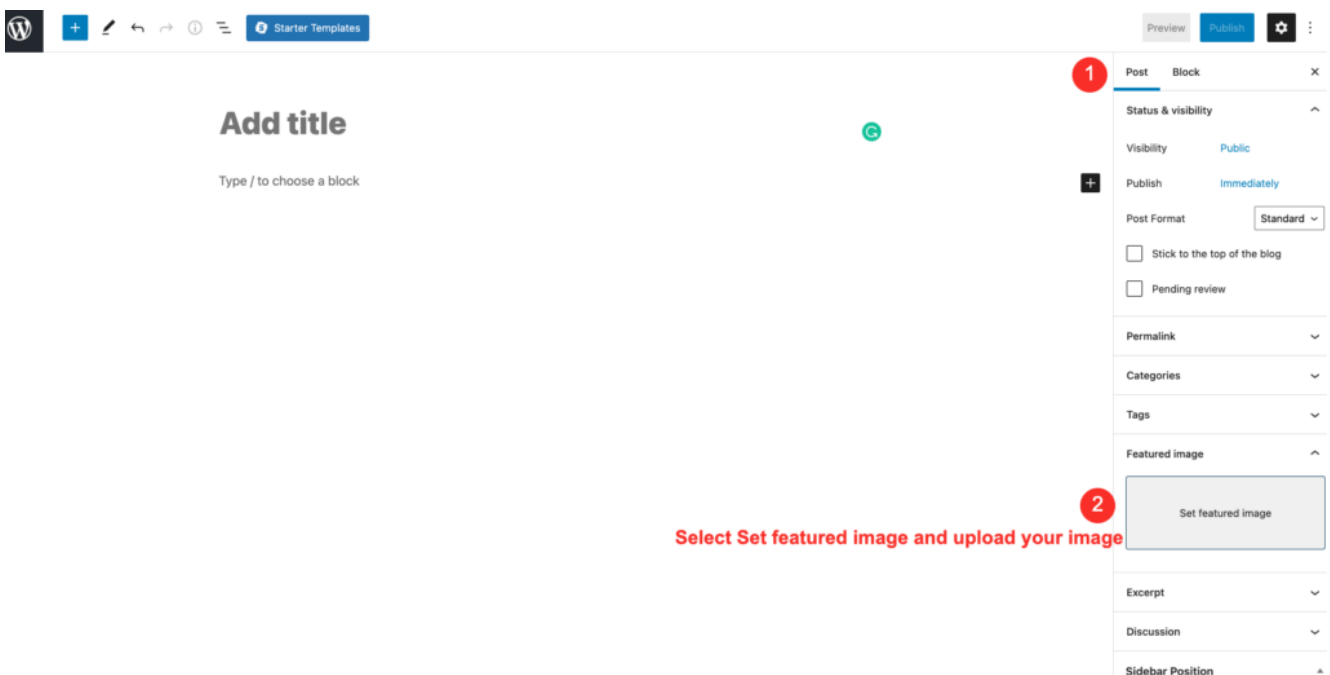 Starter Templates
Preview
Publish
1
Post Block
Status & visibility
Add title
Visibility Public
Type / to choose a block
Publish Immediately
Post Format Standard
Stick to the top of the blog
Pending review
Permalink
Categories
Tags
Featured image
2
Set featured image
Select Set featured image and upload your image
Excerpt
Discussion
Sidebar Position